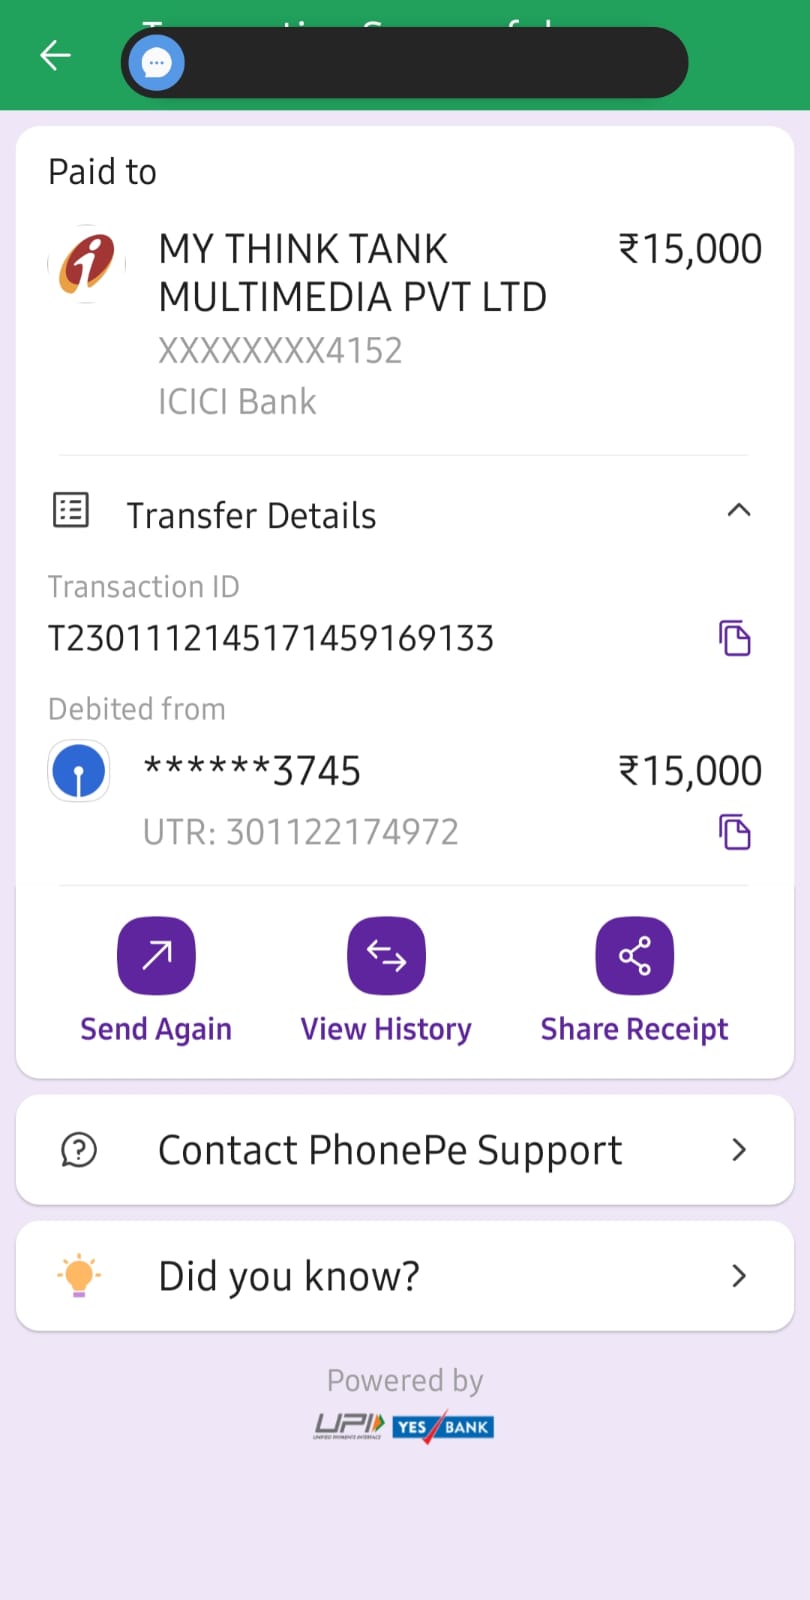 Paid to
MY THINK TANK ₹15,000
MULTIMEDIA PVT LTD
XXXXXXXX4152
ICICI Bank
Transfer Details
Transaction ID
T2301112145171459169133
Debited from
******3745 ₹15,000
UTR: 301122174972
Send Again View History Share Receipt
Contact PhonePe Support
Did you know?
Powered by
UPI YES BANK